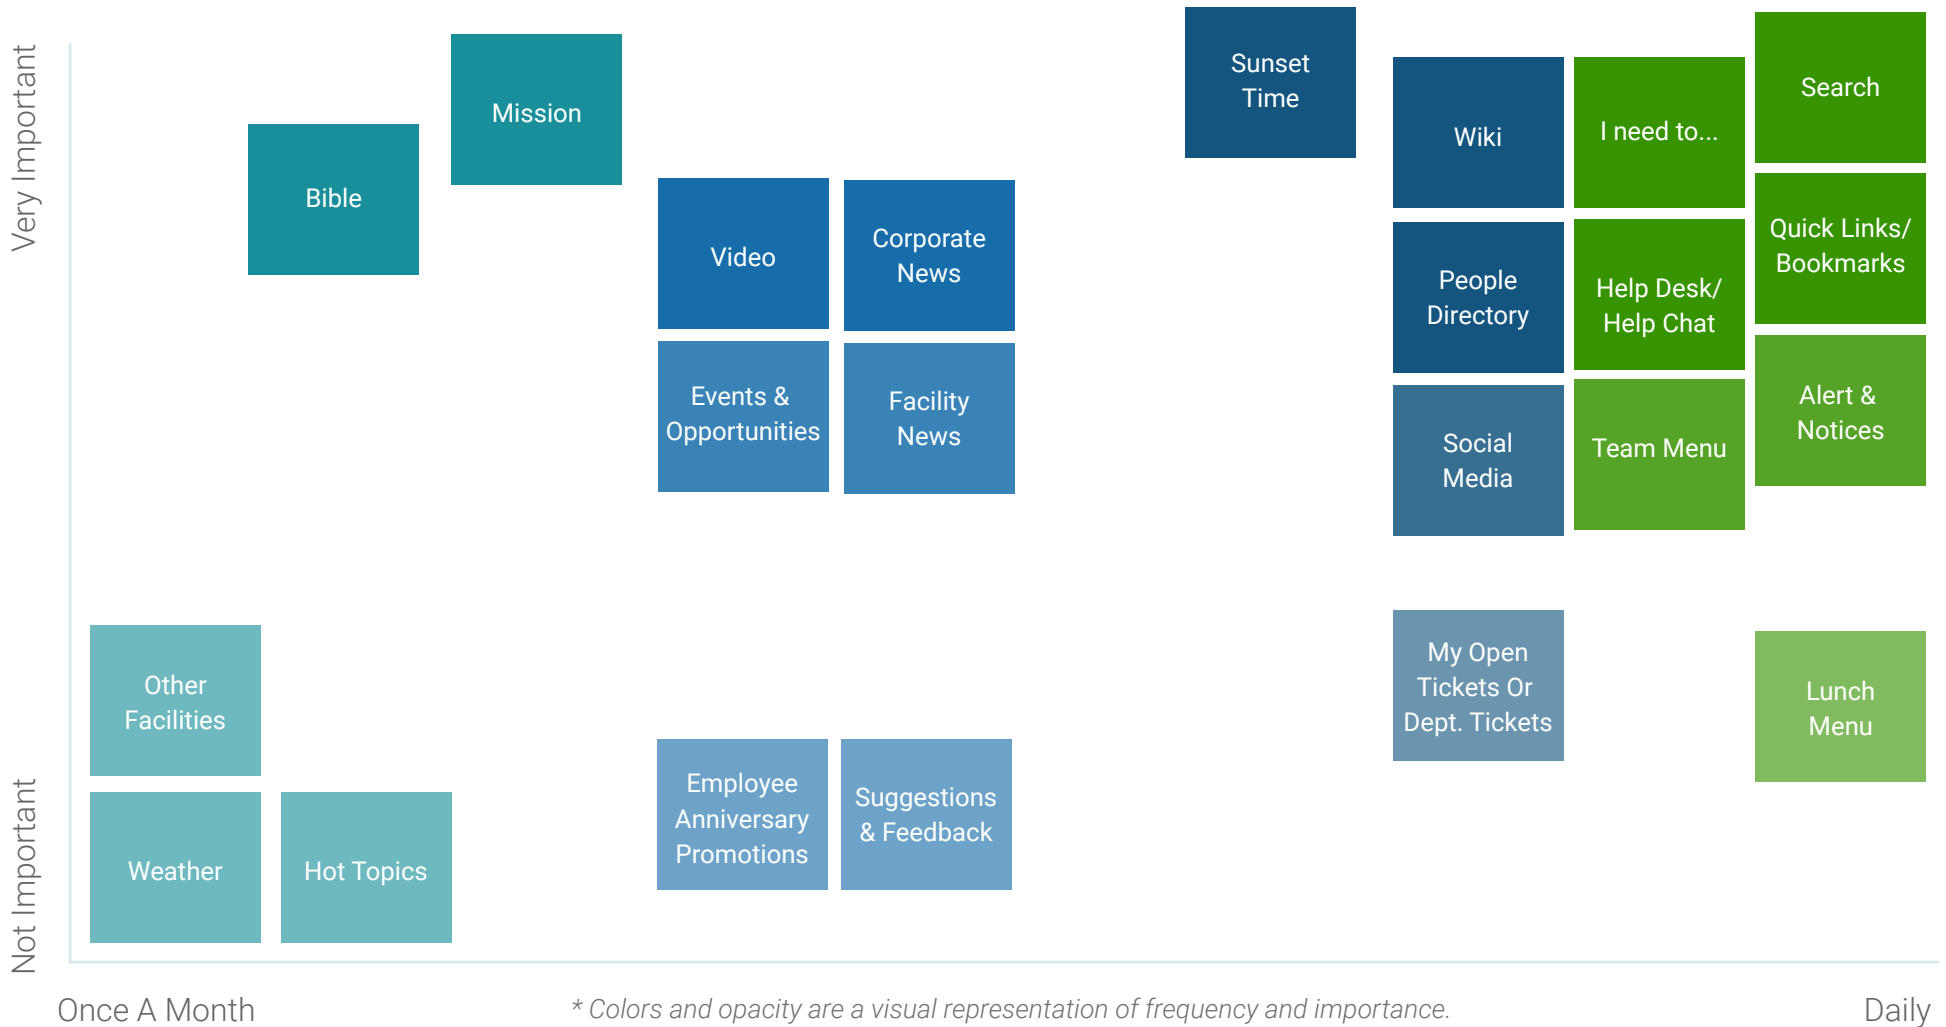 Very Important
Not Important
Mission
Bible
Video
Corporate
News
Events &
Opportunities
Facility
News
Sunset
Time
Wiki
I need to...
Search
People
Directory
Help Desk/
Help Chat
Quick Links/
Bookmarks
Social
Media
Team Menu
Alert &
Notices
Other
Facilities
Weather
Hot Topics
Employee
Anniversary
Promotions
Suggestions
& Feedback
My Open
Tickets Or
Dept. Tickets
Lunch
Menu
Once A Month
* Colors and opacity are a visual representation of frequency and importance.
Daily